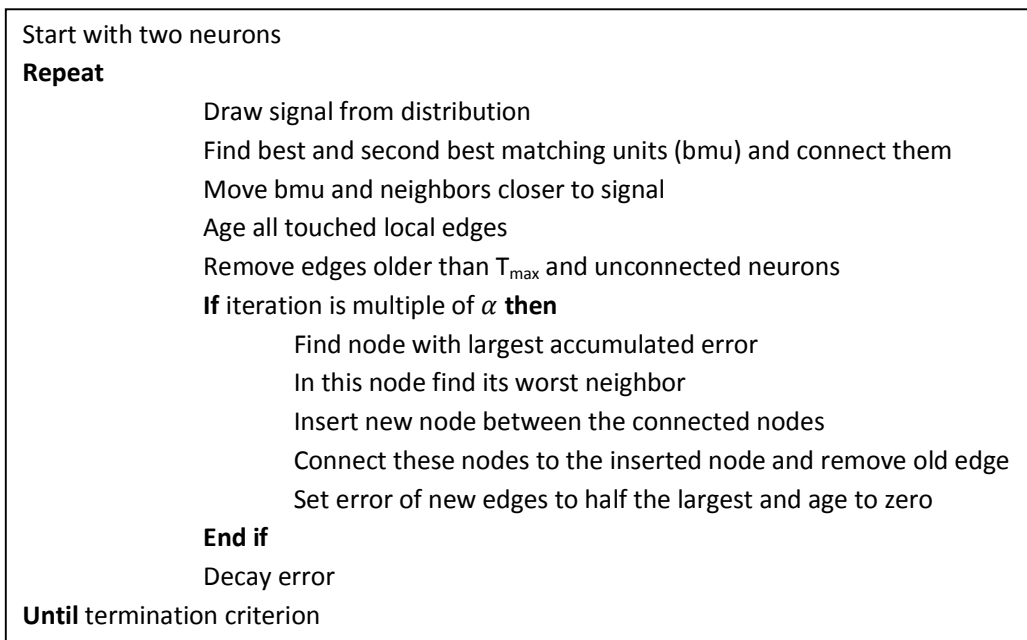 Start with two neurons
Repeat
Draw signal from distribution
Find best and second best matching units (bmu) and connect them
Move bmu and neighbors closer to signal
Age all touched local edges
Remove edges older than Tmax and unconnected neurons
If iteration is multiple of α then
Find node with largest accumulated error
In this node find its worst neighbor
Insert new node between the connected nodes
Connect these nodes to the inserted node and remove old edge
Set error of new edges to half the largest and age to zero
End if
Decay error
Until termination criterion